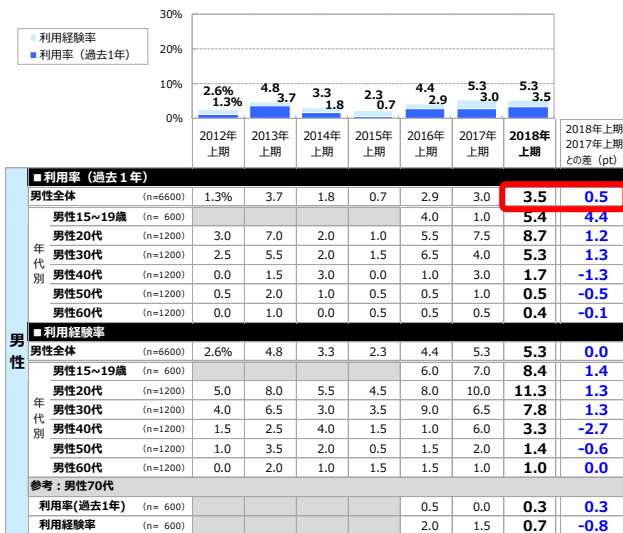 30%
20%
10%
0%
利用経験率
■利用率（過去1年）
2.6% 4.8 3.3 2.3 4.4 5.3 5.3
1.3% 3.7 1.8 0.7 2.9 3.0 3.5
2012年上期 2013年上期 2014年上期 2015年上期 2016年上期 2017年上期 2018年上期 2018年上期 2017年上期 との差（pt）
男性
■利用率（過去１年）
男性全体 (n=6600) 1.3% 3.7 1.8 0.7 2.9 3.0 3.5 0.5
年代別
男性15~19歳 (n= 600) 4.0 1.0 5.4 4.4
男性20代 (n=1200) 3.0 7.0 2.0 1.0 5.5 7.5 8.7 1.2
男性30代 (n=1200) 2.5 5.5 2.0 1.5 6.5 4.0 5.3 1.3
男性40代 (n=1200) 0.0 1.5 3.0 0.0 1.0 3.0 1.7 -1.3
男性50代 (n=1200) 0.5 2.0 1.0 0.5 0.5 1.0 0.5 -0.5
男性60代 (n=1200) 0.0 1.0 0.0 0.5 0.5 0.5 0.4 -0.1
■利用経験率
男性全体 (n=6600) 2.6% 4.8 3.3 2.3 4.4 5.3 5.3 0.0
年代別
男性15~19歳 (n= 600) 6.0 7.0 8.4 1.4
男性20代 (n=1200) 5.0 8.0 5.5 4.5 8.0 10.0 11.3 1.3
男性30代 (n=1200) 4.0 6.5 3.0 3.5 9.0 6.5 7.8 1.3
男性40代 (n=1200) 1.5 2.5 4.0 1.5 1.0 6.0 3.3 -2.7
男性50代 (n=1200) 1.0 3.5 2.0 0.5 1.5 2.0 1.4 -0.6
男性60代 (n=1200) 0.0 2.0 1.0 1.5 1.5 1.0 1.0 0.0
参考：男性70代
利用率(過去1年) (n= 600) 0.5 0.0 0.3 0.3
利用経験率 (n= 600) 2.0 1.5 0.7 -0.8